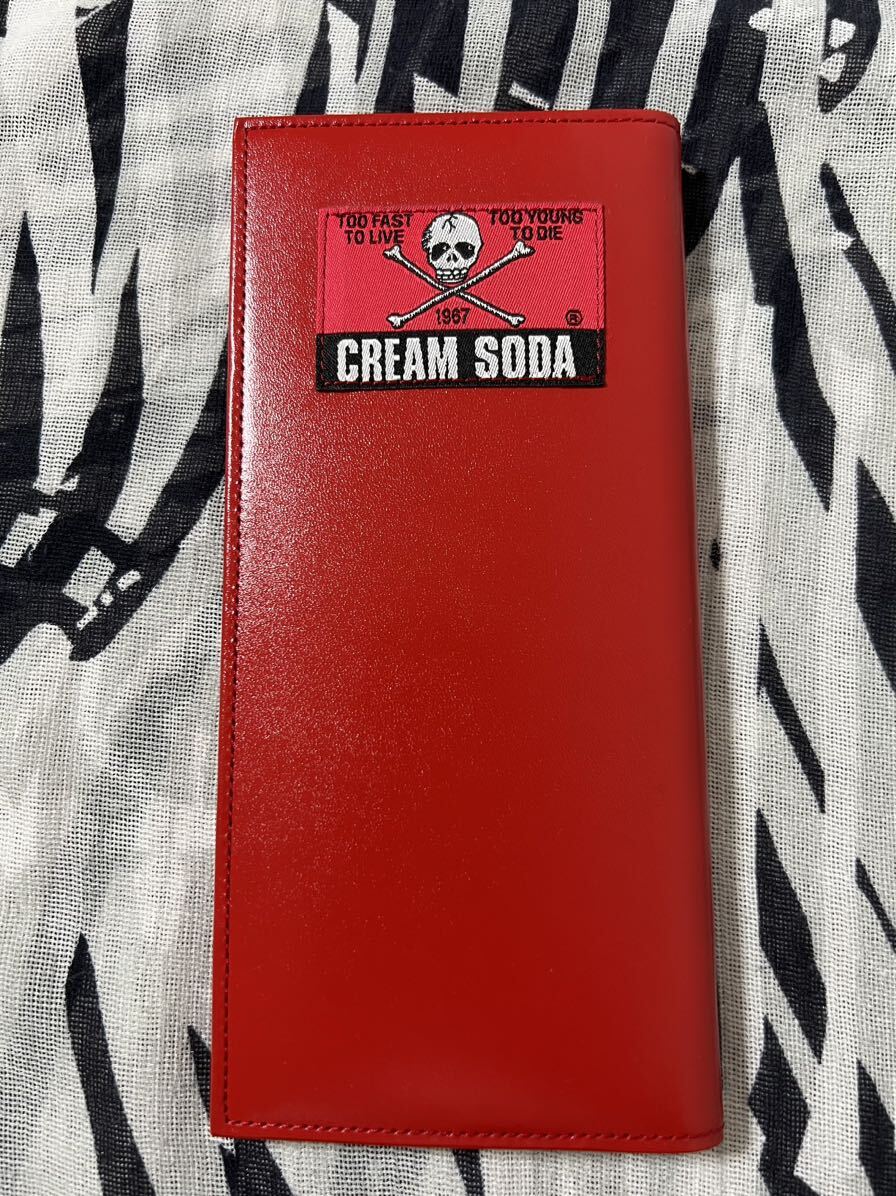 TOO FAST
TO LIVE
TOO YOUNG
TO DIE
1967
®
CREAM SODA